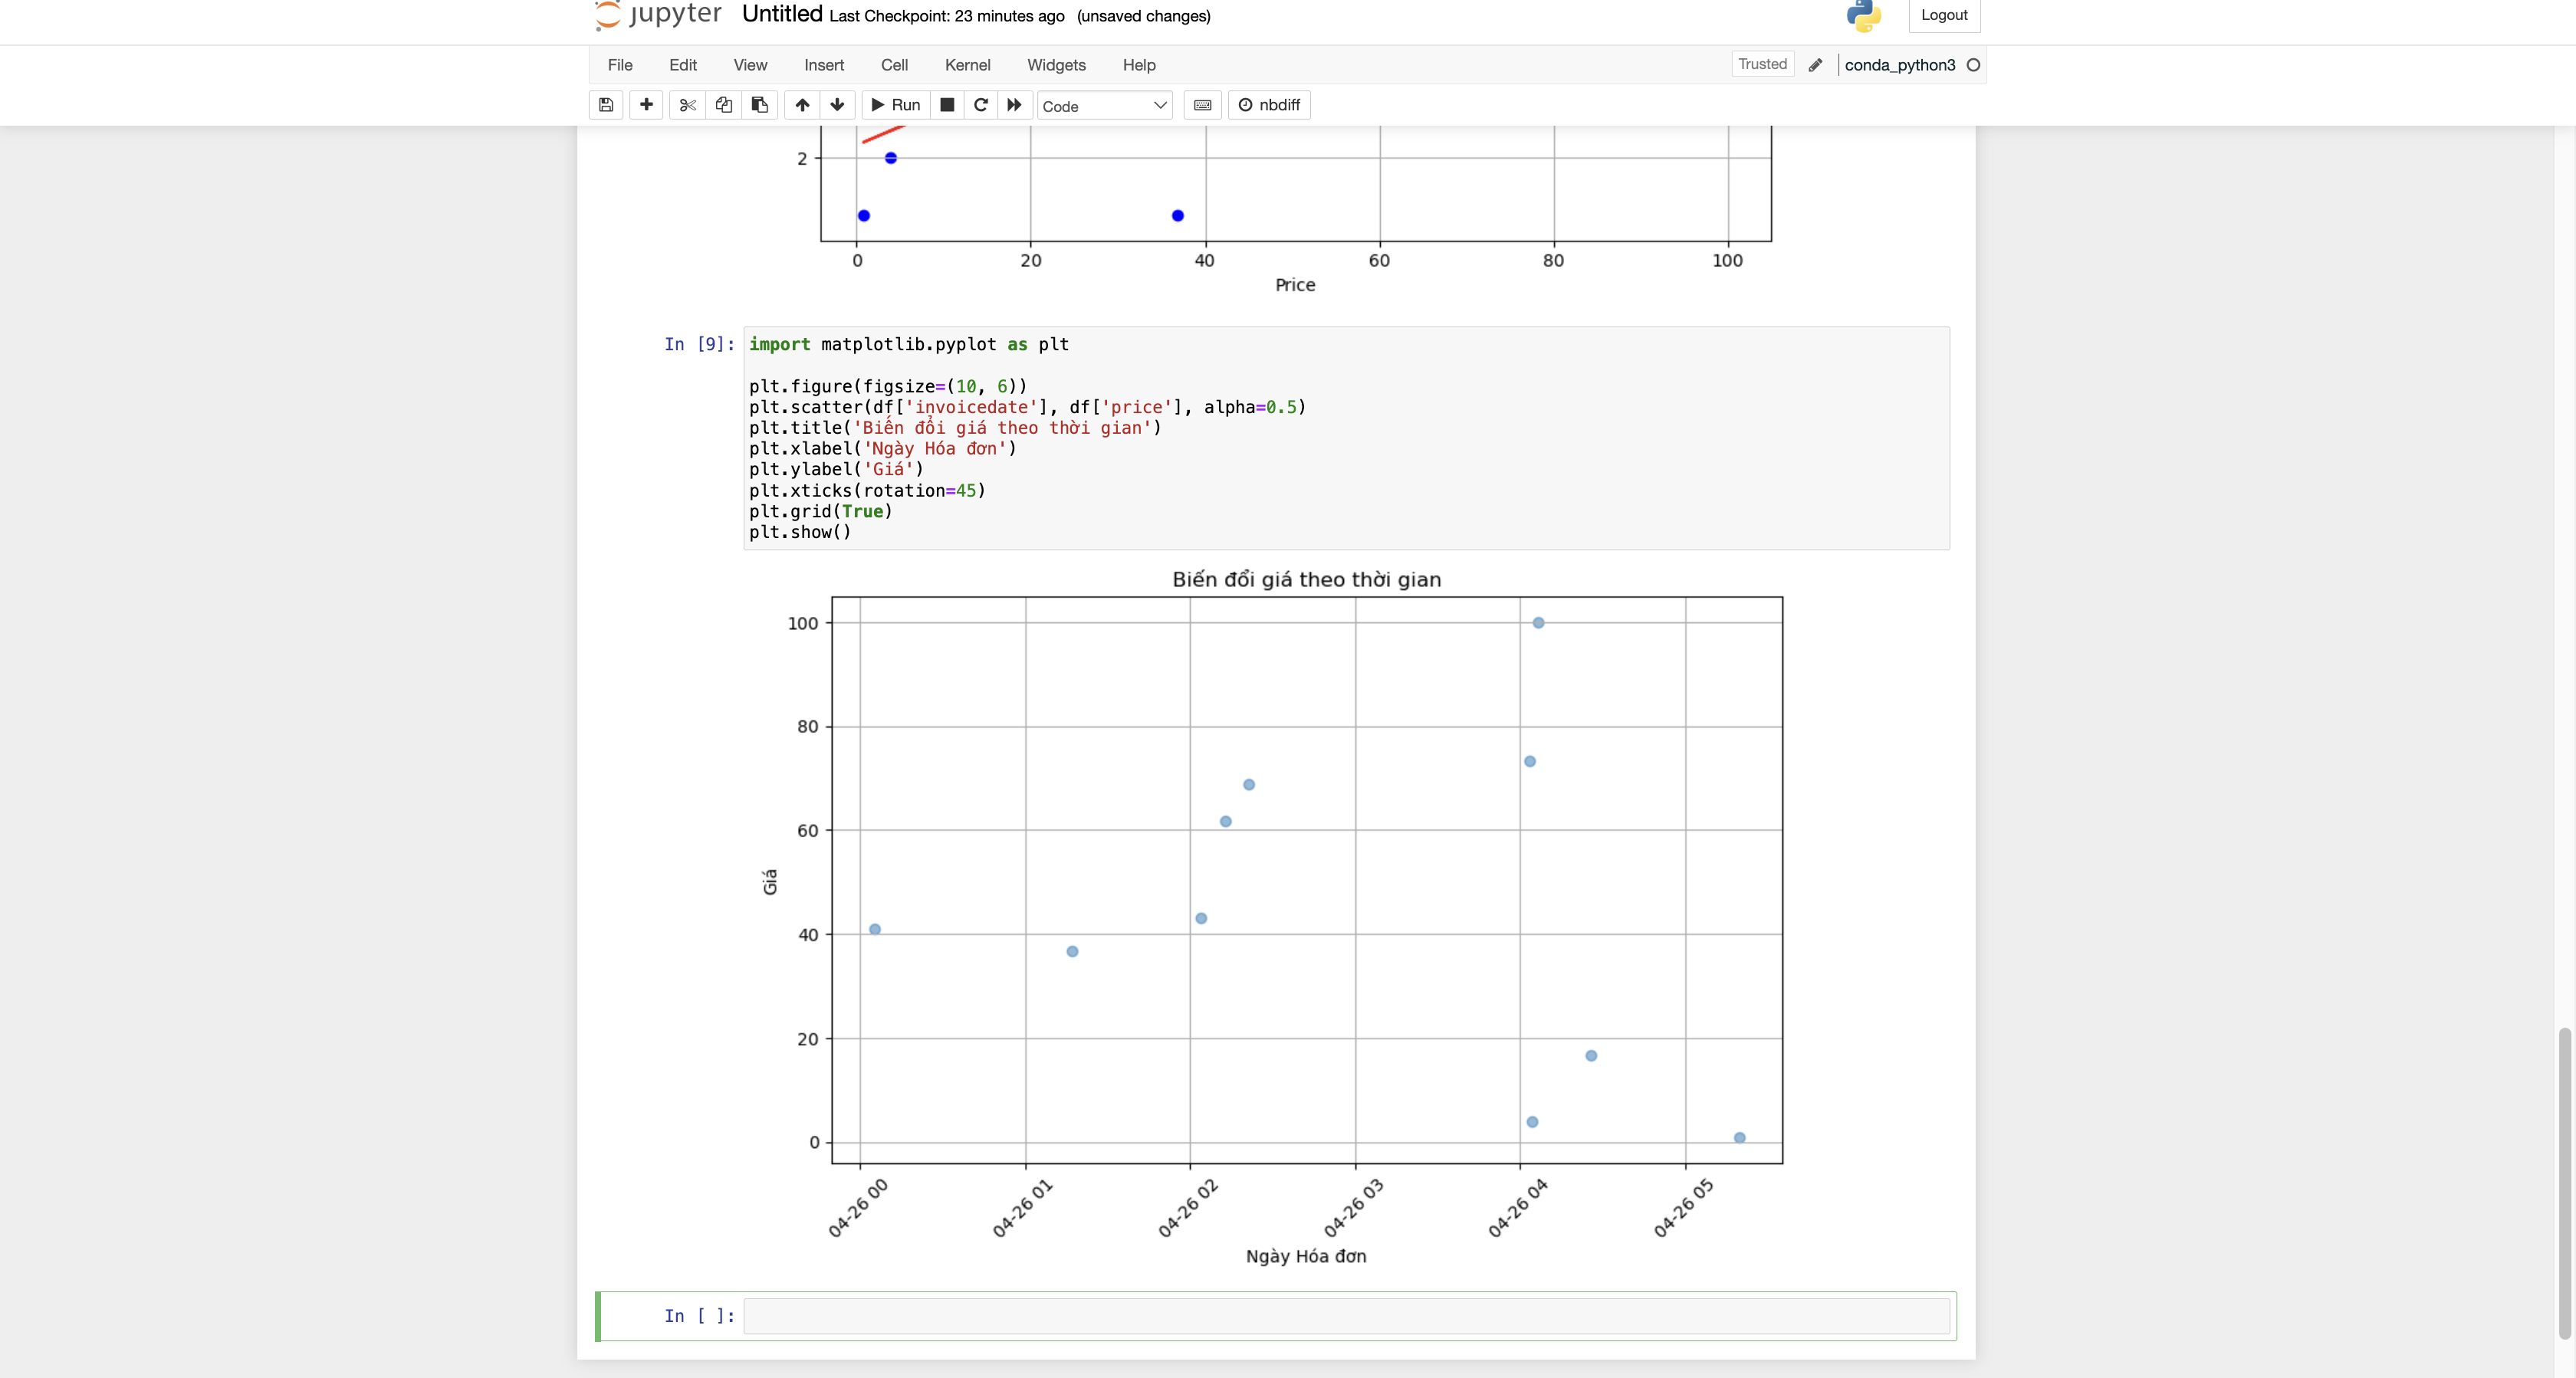 jupyter Untitled Last Checkpoint: 23 minutes ago (unsaved changes) Logout
File Edit View Insert Cell Kernel Widgets Help Trusted conda_python3
Run Code nbdiff
2
0 20 40 60 80 100
Price
In [9]:
import matplotlib.pyplot as plt
plt.figure(figsize=(10, 6))
plt.scatter(df['invoicedate'], df['price'], alpha=0.5)
plt.title('Biến đổi giá theo thời gian')
plt.xlabel('Ngày Hóa đơn')
plt.ylabel('Giá')
plt.xticks(rotation=45)
plt.grid(True)
plt.show()
Biến đổi giá theo thời gian
100
80
60
40
20
0
Giá
04-26 00 04-26 01 04-26 02 04-26 03 04-26 04 04-26 05
Ngày Hóa đơn
In [ ]: